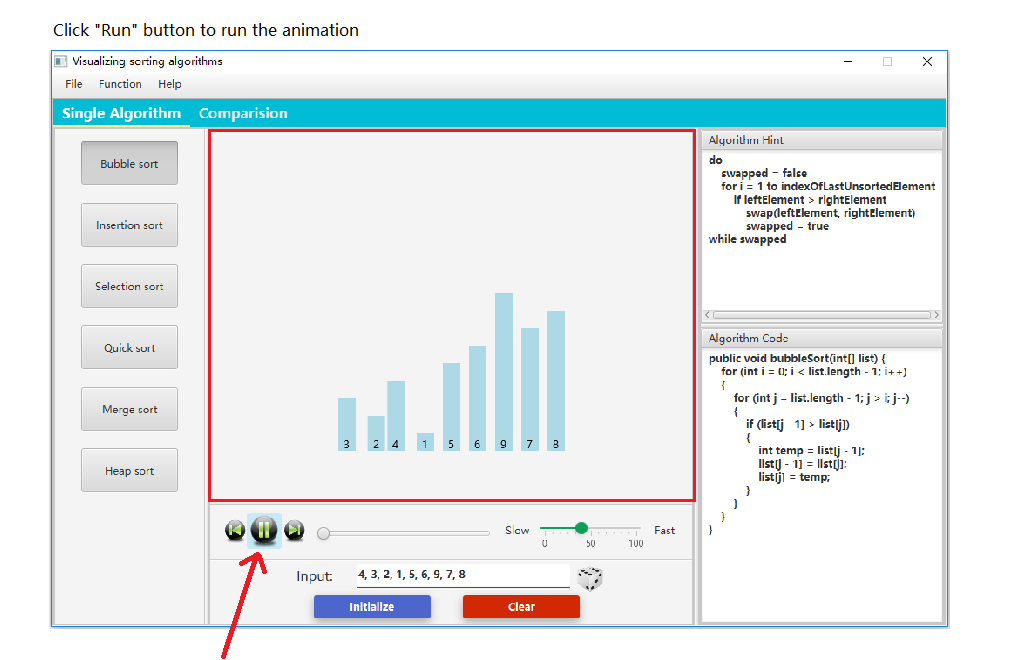 Click "Run" button to run the animation
Visualizing sorting algorithms
File Function Help
Single Algorithm Comparision
Bubble sort
Insertion sort
Selection sort
Quick sort
Merge sort
Heap sort
3 2 4 1 5 6 9 7 8
Slow Fast
0 50 100
Input: 4, 3, 2, 1, 5, 6, 9, 7, 8
Initialize Clear
Algorithm Hint
do
swapped = false
for i = 1 to indexOfLastUnsortedElement
if leftElement > rightElement
swap(leftElement, rightElement)
swapped = true
while swapped
Algorithm Code
public void bubbleSort(int[] list) {
for (int i = 0; i < list.length - 1; i++)
{
for (int j = list.length - 1; j > i; j--)
{
if (list[j - 1] > list[j])
{
int temp = list[j - 1];
list[j - 1] = list[j];
list[j] = temp;
}
}
}
}